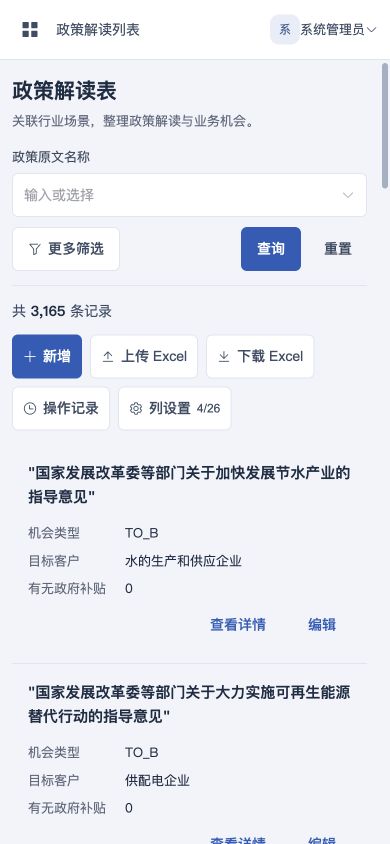 政策解读列表
系 系统管理员
政策解读表
关联行业场景，整理政策解读与业务机会。
政策原文名称
输入或选择
更多筛选 查询 重置
共 3,165 条记录
新增 上传 Excel 下载 Excel
操作记录 列设置 4/26
"国家发展改革委等部门关于加快发展节水产业的
指导意见"
机会类型 TO_B
目标客户 水的生产和供应企业
有无政府补贴 0
查看详情 编辑
"国家发展改革委等部门关于大力实施可再生能源
替代行动的指导意见"
机会类型 TO_B
目标客户 供配电企业
有无政府补贴 0
查看详情 编辑